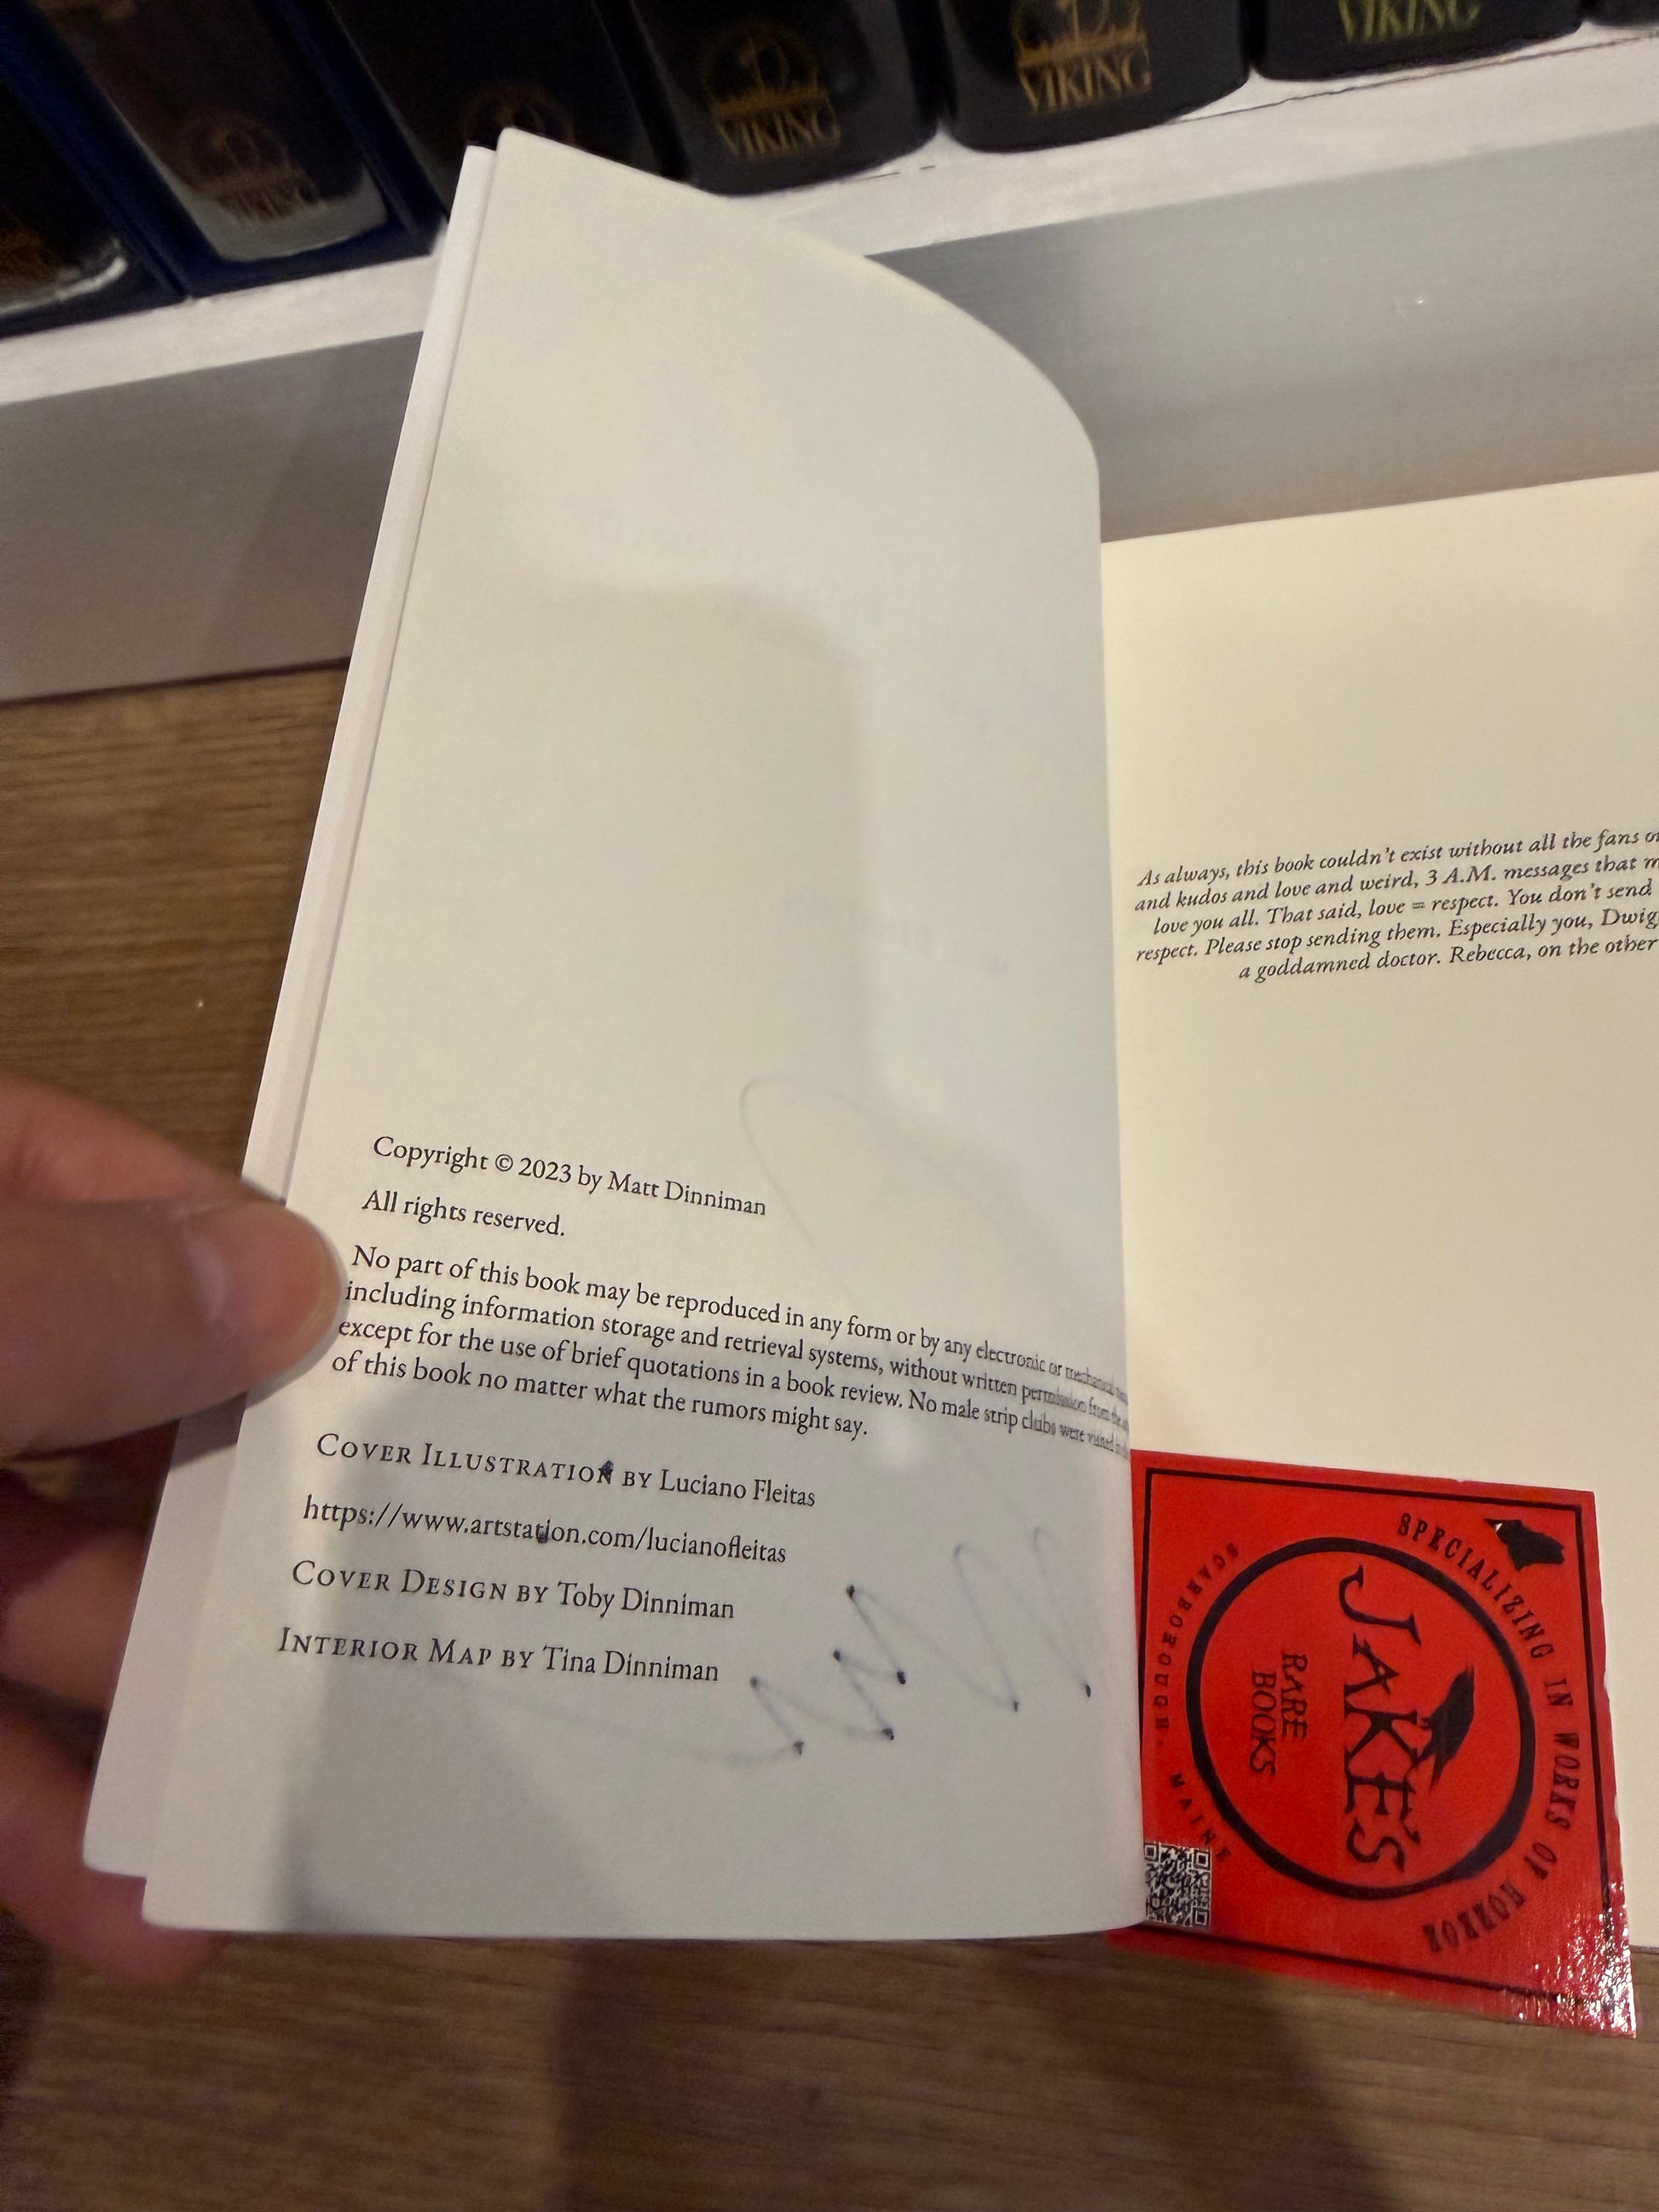 VIKING
VIKING
VIKING
VIKING
Copyright © 2023 by Matt Dinniman
All rights reserved.
No part of this book may be reproduced in any form or by any electronic or mechanical
including information storage and retrieval systems, without written permission from the
except for the use of brief quotations in a book review. No male strip clubs were visited in
of this book no matter what the rumors might say.
COVER ILLUSTRATION BY Luciano Fleitas
https://www.artstation.com/lucianofleitas
COVER DESIGN BY Toby Dinniman
INTERIOR MAP BY Tina Dinniman
As always, this book couldn't exist without all the fans
and kudos and love and weird, 3 A.M. messages that
love you all. That said, love = respect. You don't send
respect. Please stop sending them. Especially you,
a goddamned doctor. Rebecca, on the other
SPECIALIZING IN WORKS OF HORROR
JAKE'S
RARE
BOOKS
SCARBOROUGH - MAINE